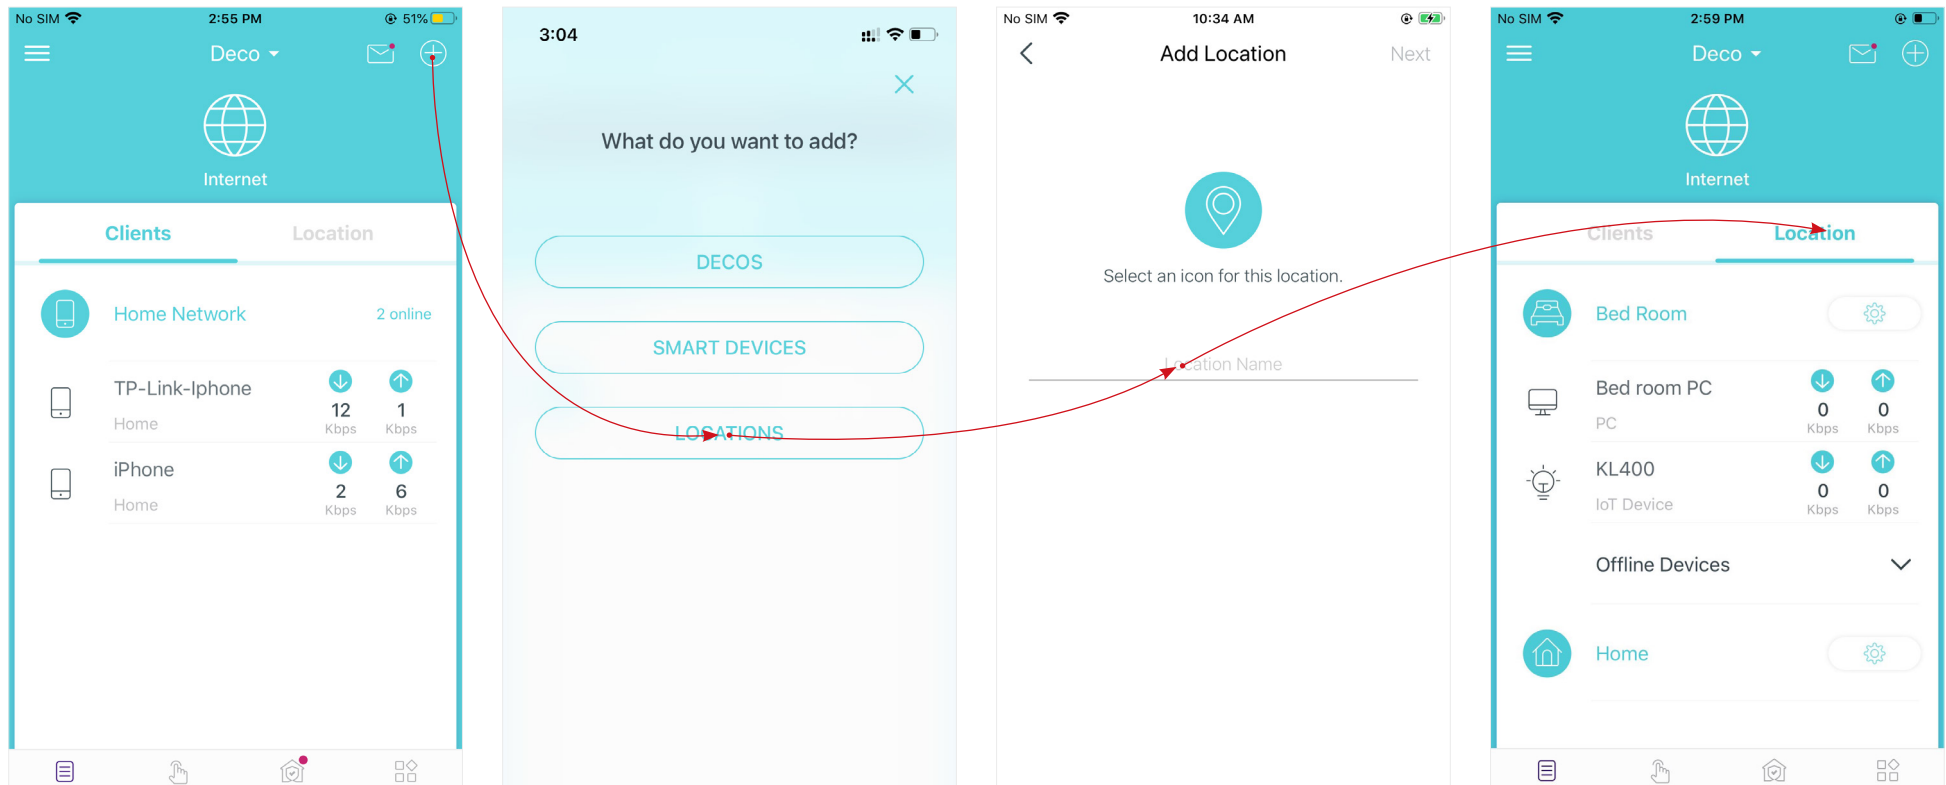 No SIM 2:55 PM 51%
Deco
Internet
Clients Location
Home Network 2 online
TP-Link-Iphone
Home
12 1
Kbps Kbps
iPhone
Home
2 6
Kbps Kbps
3:04
What do you want to add?
DECOS
SMART DEVICES
LOCATIONS
No SIM 10:34 AM
Add Location Next
Select an icon for this location.
Location Name
No SIM 2:59 PM
Deco
Internet
Clients Location
Bed Room
Bed room PC
PC
0 0
Kbps Kbps
KL400
IoT Device
0 0
Kbps Kbps
Offline Devices
Home